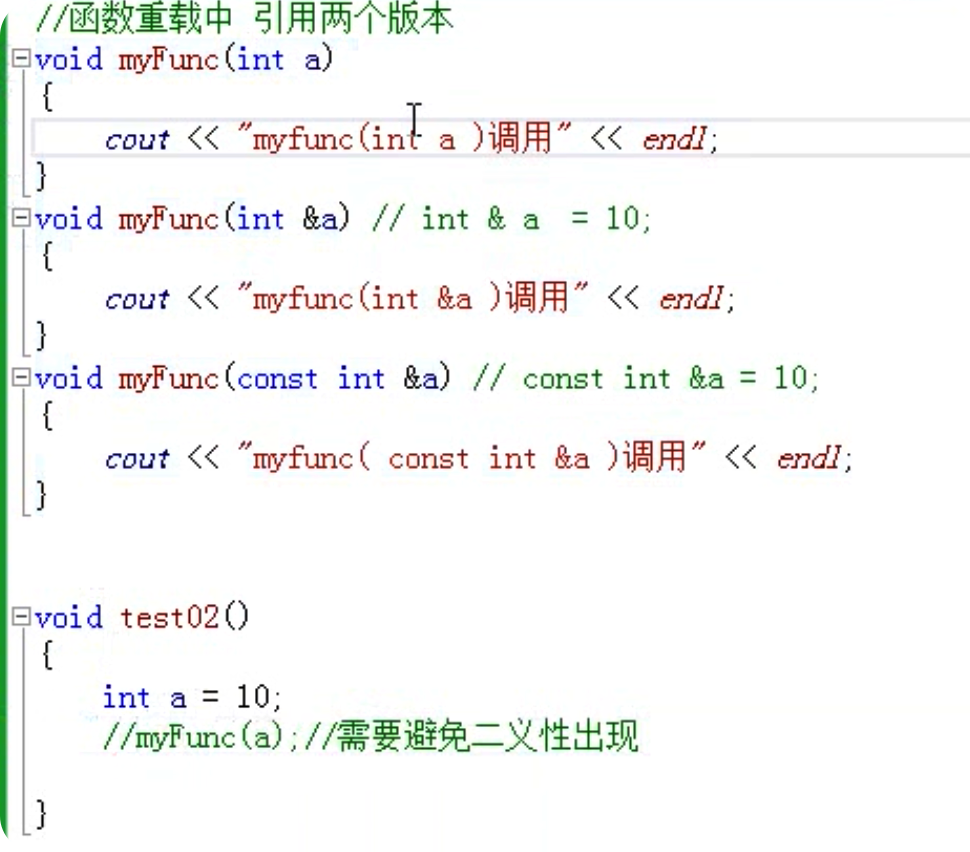 //函数重载中 引用两个版本
void myFunc(int a)
{
cout << "myfunc(int a )调用" << endl;
}
void myFunc(int &a) // int & a = 10;
{
cout << "myfunc(int &a )调用" << endl;
}
void myFunc(const int &a) // const int &a = 10;
{
cout << "myfunc( const int &a )调用" << endl;
}
void test02()
{
int a = 10;
//myFunc(a);//需要避免二义性出现
}